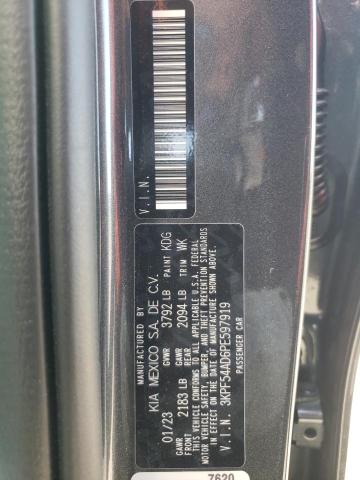 MANUFACTURED BY
KIA MEXICO S.A. DE C.V.
01/23 3792 LB PAINT KDG
GAWR FRONT 2183 LB GAWR REAR 2094 LB TRIM WK
THIS VEHICLE CONFORMS TO ALL APPLICABLE U.S.A. FEDERAL
MOTOR VEHICLE SAFETY, BUMPER, AND THEFT PREVENTION STANDARDS
IN EFFECT ON THE DATE OF MANUFACTURE SHOWN ABOVE.
V.I.N. 3KPF54AD6PE597919
PASSENGER CAR
V.I.N.
7620